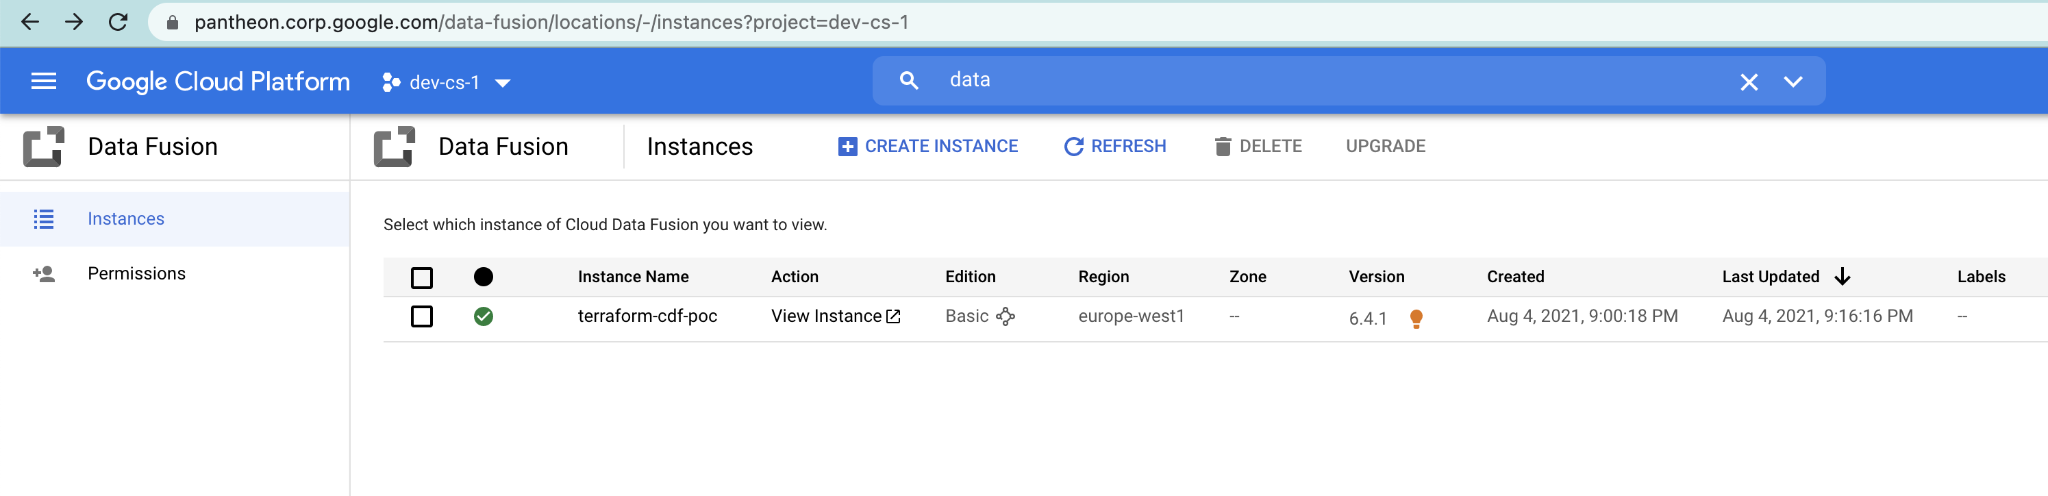 pantheon.corp.google.com/data-fusion/locations/-/instances?project=dev-cs-1
Google Cloud Platform dev-cs-1 data
Data Fusion Data Fusion Instances CREATE INSTANCE REFRESH DELETE UPGRADE
Instances
Permissions
Select which instance of Cloud Data Fusion you want to view.
Instance Name Action Edition Region Zone Version Created Last Updated Labels
terraform-cdf-poc View Instance Basic europe-west1 -- 6.4.1 Aug 4, 2021, 9:00:18 PM Aug 4, 2021, 9:16:16 PM --